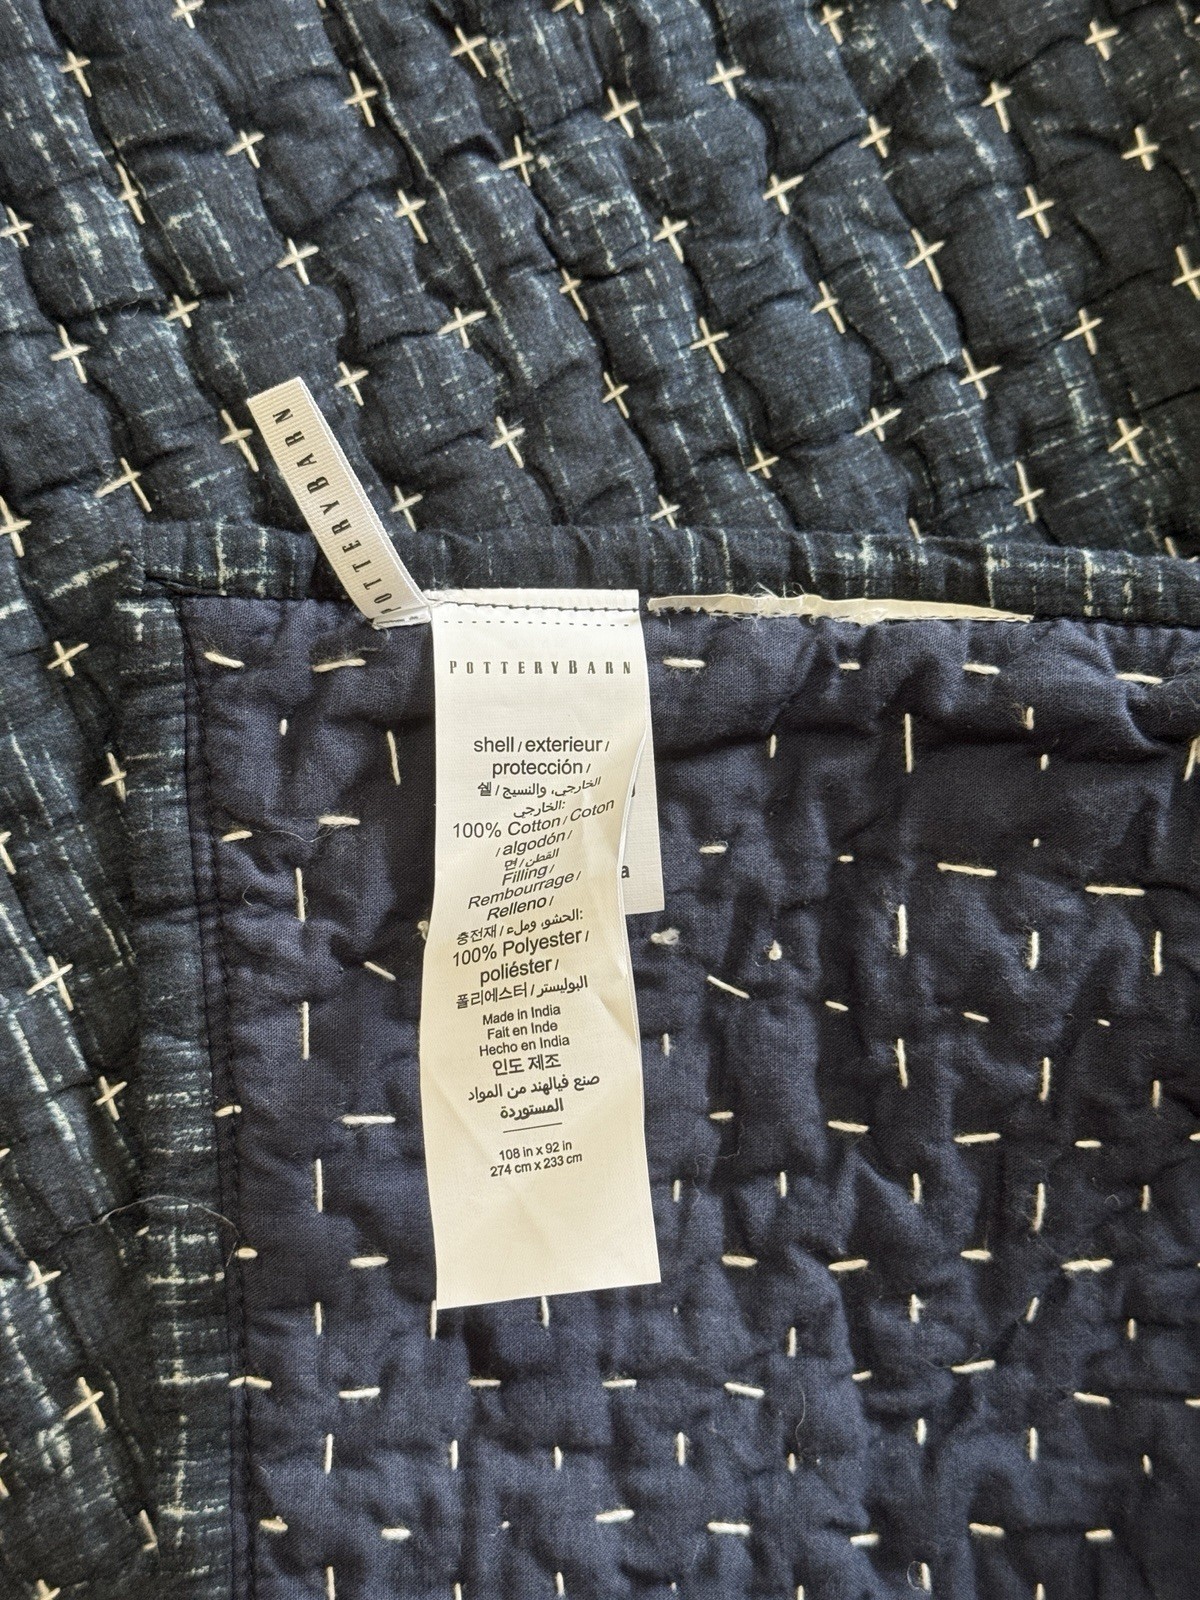 POTTERYBARN
POTTERYBARN
shell / exterieur /
protección /
쉘 / الخارجي، والنسيج
الخارجي:
100% Cotton / Coton
/ algodón /
면 / القطن
Filling /
Rembourrage /
Relleno /
충전재 / الحشو، وملء:
100% Polyester /
poliéster /
폴리에스터 / البوليستر
Made in India
Fait en Inde
Hecho en India
인도 제조
صنع فيالهند من المواد
المستوردة
108 in x 92 in
274 cm x 233 cm
a